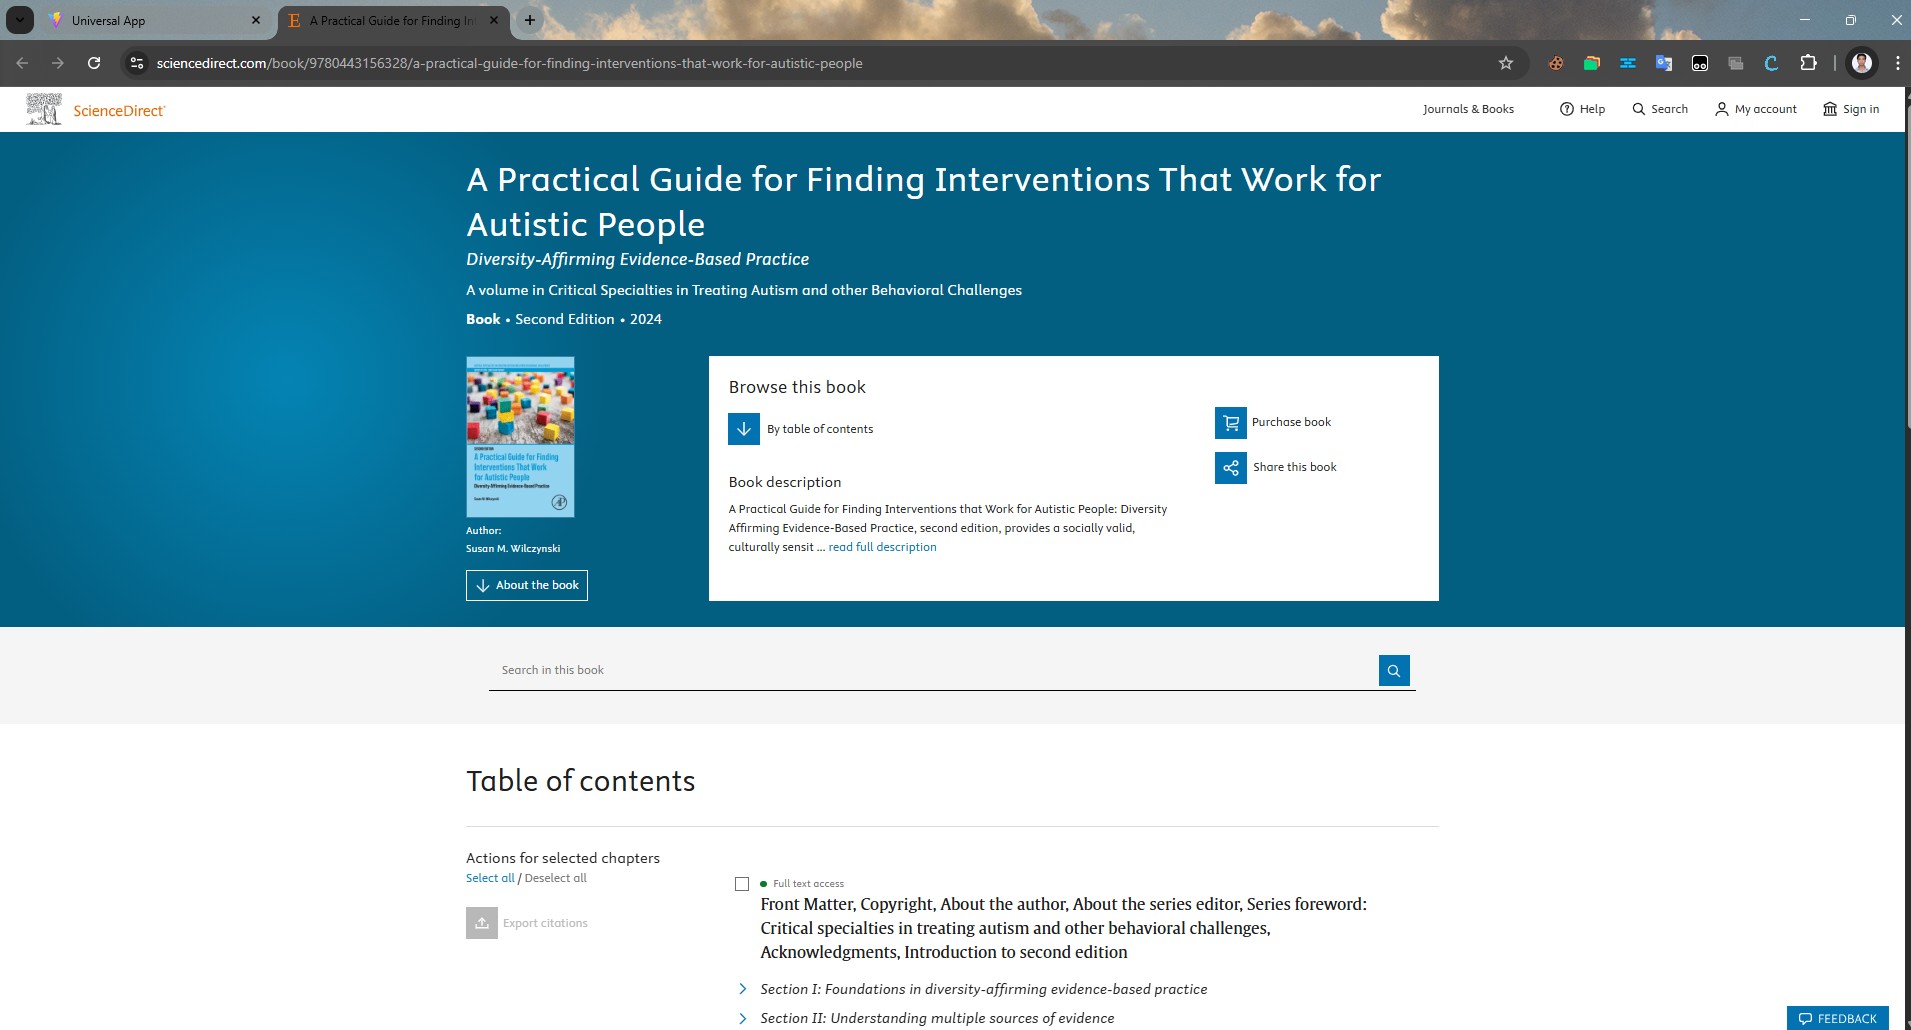 Universal App
A Practical Guide for Finding In
sciencedirect.com/book/9780443156328/a-practical-guide-for-finding-interventions-that-work-for-autistic-people
ScienceDirect
Journals & Books
Help
Search
My account
Sign in
A Practical Guide for Finding Interventions That Work for
Autistic People
Diversity-Affirming Evidence-Based Practice
A volume in Critical Specialties in Treating Autism and other Behavioral Challenges
Book • Second Edition • 2024
A Practical Guide for Finding
Interventions That Work
for Autistic People
Diversity-Affirming Evidence-Based Practice
Susan M. Wilczynski
Author:
Susan M. Wilczynski
About the book
Browse this book
By table of contents
Purchase book
Share this book
Book description
A Practical Guide for Finding Interventions that Work for Autistic People: Diversity
Affirming Evidence-Based Practice, second edition, provides a socially valid,
culturally sensit ... read full description
Search in this book
Table of contents
Actions for selected chapters
Select all / Deselect all
Export citations
Full text access
Front Matter, Copyright, About the author, About the series editor, Series foreword:
Critical specialties in treating autism and other behavioral challenges,
Acknowledgments, Introduction to second edition
Section I: Foundations in diversity-affirming evidence-based practice
Section II: Understanding multiple sources of evidence
FEEDBACK